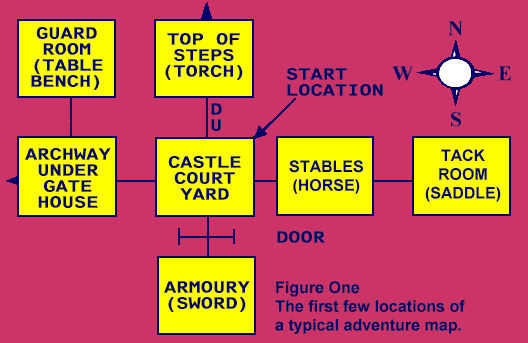 GUARD
ROOM
(TABLE
BENCH)
TOP OF
STEPS
(TORCH)
N
W
E
S
START
LOCATION
D
U
ARCHWAY
UNDER
GATE
HOUSE
CASTLE
COURT
YARD
STABLES
(HORSE)
TACK
ROOM
(SADDLE)
DOOR
ARMOURY
(SWORD)
Figure One
The first few locations of
a typical adventure map.